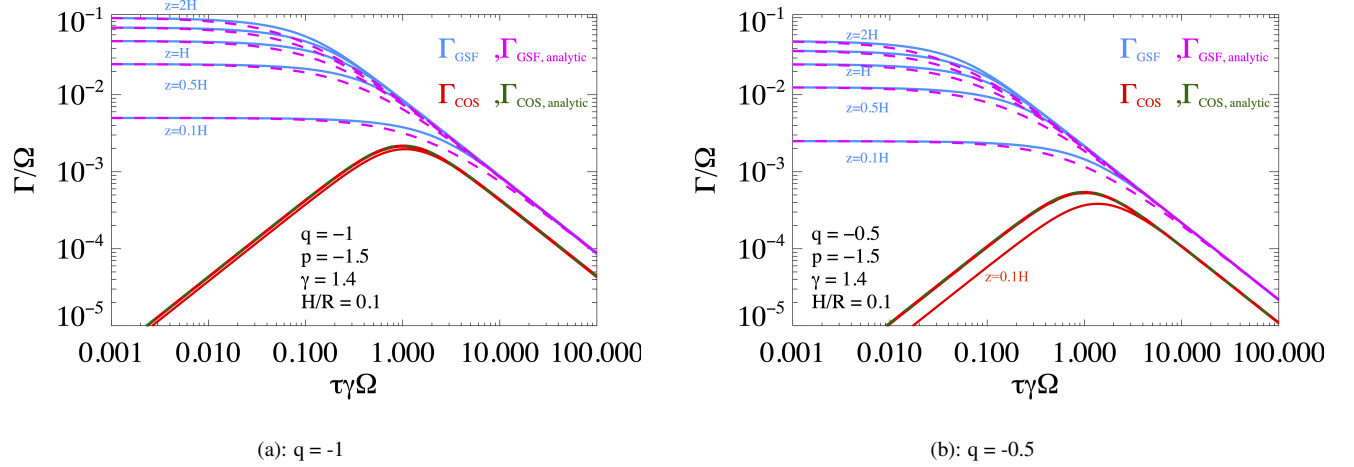 z=2H
10⁻¹
Γ_GSF ,Γ_GSF, analytic
z=H
z=0.5H
10⁻²
Γ_COS ,Γ_COS, analytic
z=0.1H
Γ/Ω
10⁻³
q = −1
10⁻⁴
p = −1.5
γ = 1.4
H/R = 0.1
10⁻⁵
0.001 0.010 0.100 1.000 10.000 100.000
τγΩ
(a): q = -1
10⁻¹
z=2H
Γ_GSF ,Γ_GSF, analytic
z=H
10⁻²
z=0.5H
Γ_COS ,Γ_COS, analytic
z=0.1H
Γ/Ω
10⁻³
q = −0.5
10⁻⁴
p = −1.5
γ = 1.4
z=0.1H
H/R = 0.1
10⁻⁵
0.001 0.010 0.100 1.000 10.000 100.000
τγΩ
(b): q = -0.5